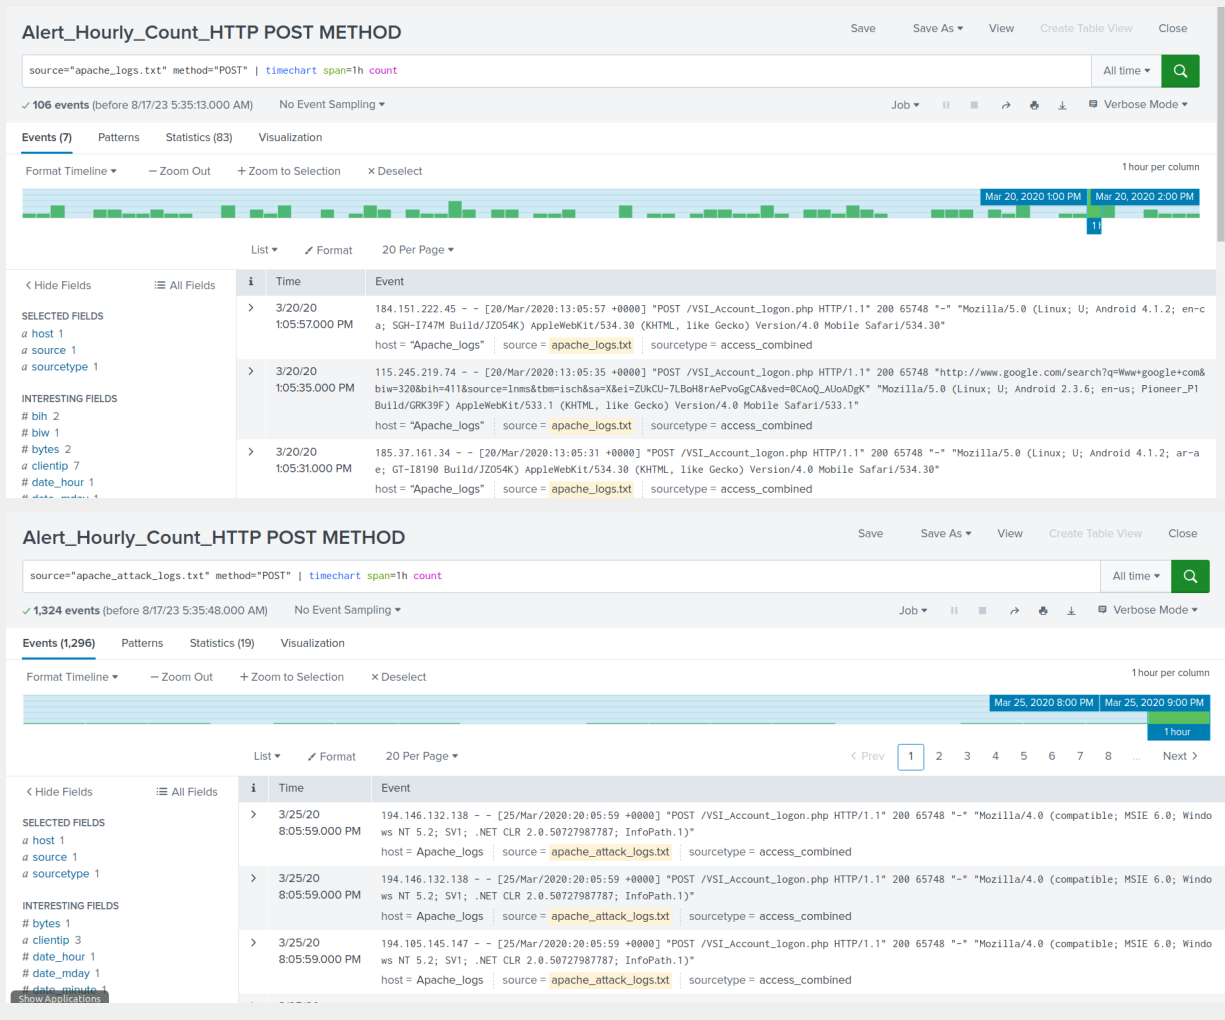 Alert_Hourly_Count_HTTP POST METHOD
Save Save As View Create Table View Close
source="apache_logs.txt" method="POST" | timechart span=1h count
All time
106 events (before 8/17/23 5:35:13.000 AM) No Event Sampling
Job Verbose Mode
Events (7) Patterns Statistics (83) Visualization
Format Timeline — Zoom Out + Zoom to Selection × Deselect
1 hour per column
Mar 20, 2020 1:00 PM Mar 20, 2020 2:00 PM
List Format 20 Per Page
Hide Fields All Fields
i Time Event
SELECTED FIELDS
a host 1
a source 1
a sourcetype 1
INTERESTING FIELDS
# bih 2
# biw 1
# bytes 2
a clientip 7
# date_hour 1
# date_mday 1
3/20/20
1:05:57.000 PM
184.151.222.45 - - [20/Mar/2020:13:05:57 +0000] "POST /VSI_Account_logon.php HTTP/1.1" 200 65748 "-" "Mozilla/5.0 (Linux; U; Android 4.1.2; en-c
a; SGH-I747M Build/JZO54K) AppleWebKit/534.30 (KHTML, like Gecko) Version/4.0 Mobile Safari/534.30"
host = “Apache_logs” source = apache_logs.txt sourcetype = access_combined
3/20/20
1:05:35.000 PM
115.245.219.74 - - [20/Mar/2020:13:05:35 +0000] "POST /VSI_Account_logon.php HTTP/1.1" 200 65748 "http://www.google.com/search?q=Www+google+com&
biw=320&bih=411&source=lnms&tbm=isch&sa=X&ei=ZUkCU-7LBoH8rAePvoGgCA&ved=0CAoQ_AUoADgK" "Mozilla/5.0 (Linux; U; Android 2.3.6; en-us; Pioneer_P1
Build/GRK39F) AppleWebKit/533.1 (KHTML, like Gecko) Version/4.0 Mobile Safari/533.1"
host = “Apache_logs” source = apache_logs.txt sourcetype = access_combined
3/20/20
1:05:31.000 PM
185.37.161.34 - - [20/Mar/2020:13:05:31 +0000] "POST /VSI_Account_logon.php HTTP/1.1" 200 65748 "-" "Mozilla/5.0 (Linux; U; Android 4.1.2; ar-a
e; GT-I8190 Build/JZO54K) AppleWebKit/534.30 (KHTML, like Gecko) Version/4.0 Mobile Safari/534.30"
host = “Apache_logs” source = apache_logs.txt sourcetype = access_combined
Alert_Hourly_Count_HTTP POST METHOD
Save Save As View Create Table View Close
source="apache_attack_logs.txt" method="POST" | timechart span=1h count
All time
1,324 events (before 8/17/23 5:35:48.000 AM) No Event Sampling
Job Verbose Mode
Events (1,296) Patterns Statistics (19) Visualization
Format Timeline — Zoom Out + Zoom to Selection × Deselect
1 hour per column
Mar 25, 2020 8:00 PM Mar 25, 2020 9:00 PM
1 hour
List Format 20 Per Page
< Prev 1 2 3 4 5 6 7 8 ... Next >
Hide Fields All Fields
i Time Event
SELECTED FIELDS
a host 1
a source 1
a sourcetype 1
INTERESTING FIELDS
# bytes 1
a clientip 3
# date_hour 1
# date_mday 1
# date_minute 1
Show Applications
3/25/20
8:05:59.000 PM
194.146.132.138 - - [25/Mar/2020:20:05:59 +0000] "POST /VSI_Account_logon.php HTTP/1.1" 200 65748 "-" "Mozilla/4.0 (compatible; MSIE 6.0; Windo
ws NT 5.2; SV1; .NET CLR 2.0.50727987787; InfoPath.1)"
host = Apache_logs source = apache_attack_logs.txt sourcetype = access_combined
3/25/20
8:05:59.000 PM
194.146.132.138 - - [25/Mar/2020:20:05:59 +0000] "POST /VSI_Account_logon.php HTTP/1.1" 200 65748 "-" "Mozilla/4.0 (compatible; MSIE 6.0; Windo
ws NT 5.2; SV1; .NET CLR 2.0.50727987787; InfoPath.1)"
host = Apache_logs source = apache_attack_logs.txt sourcetype = access_combined
3/25/20
8:05:59.000 PM
194.105.145.147 - - [25/Mar/2020:20:05:59 +0000] "POST /VSI_Account_logon.php HTTP/1.1" 200 65748 "-" "Mozilla/4.0 (compatible; MSIE 6.0; Windo
ws NT 5.2; SV1; .NET CLR 2.0.50727987787; InfoPath.1)"
host = Apache_logs source = apache_attack_logs.txt sourcetype = access_combined